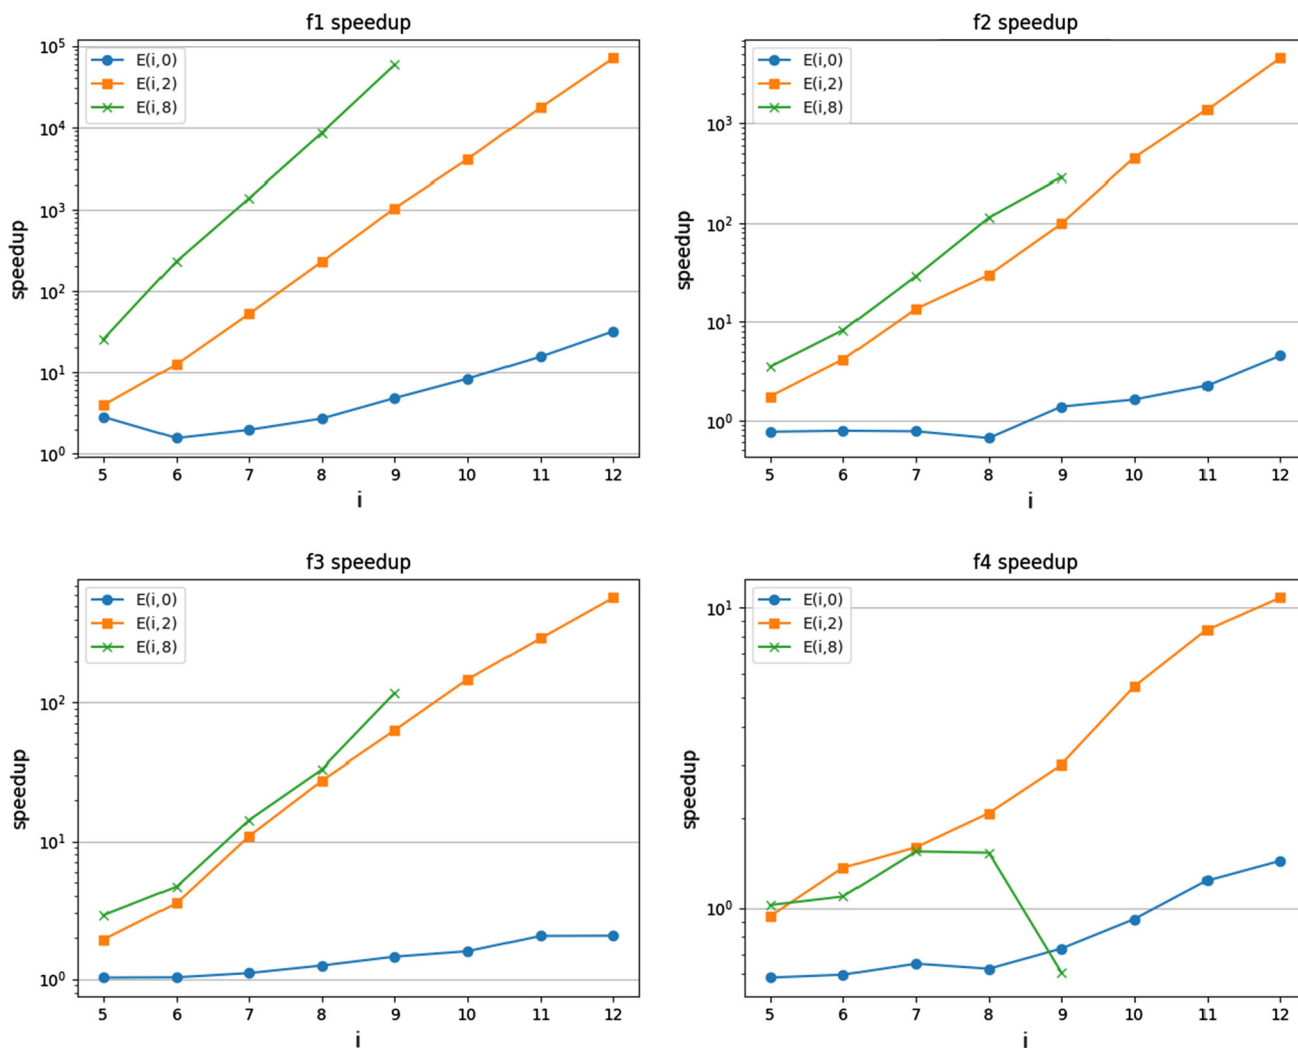 f1 speedup
10^5
10^4
10^3
10^2
10^1
10^0
speedup
E(i,0)
E(i,2)
E(i,8)
5 6 7 8 9 10 11 12
i
f2 speedup
10^3
10^2
10^1
10^0
speedup
E(i,0)
E(i,2)
E(i,8)
5 6 7 8 9 10 11 12
i
f3 speedup
10^2
10^1
10^0
speedup
E(i,0)
E(i,2)
E(i,8)
5 6 7 8 9 10 11 12
i
f4 speedup
10^1
10^0
speedup
E(i,0)
E(i,2)
E(i,8)
5 6 7 8 9 10 11 12
i